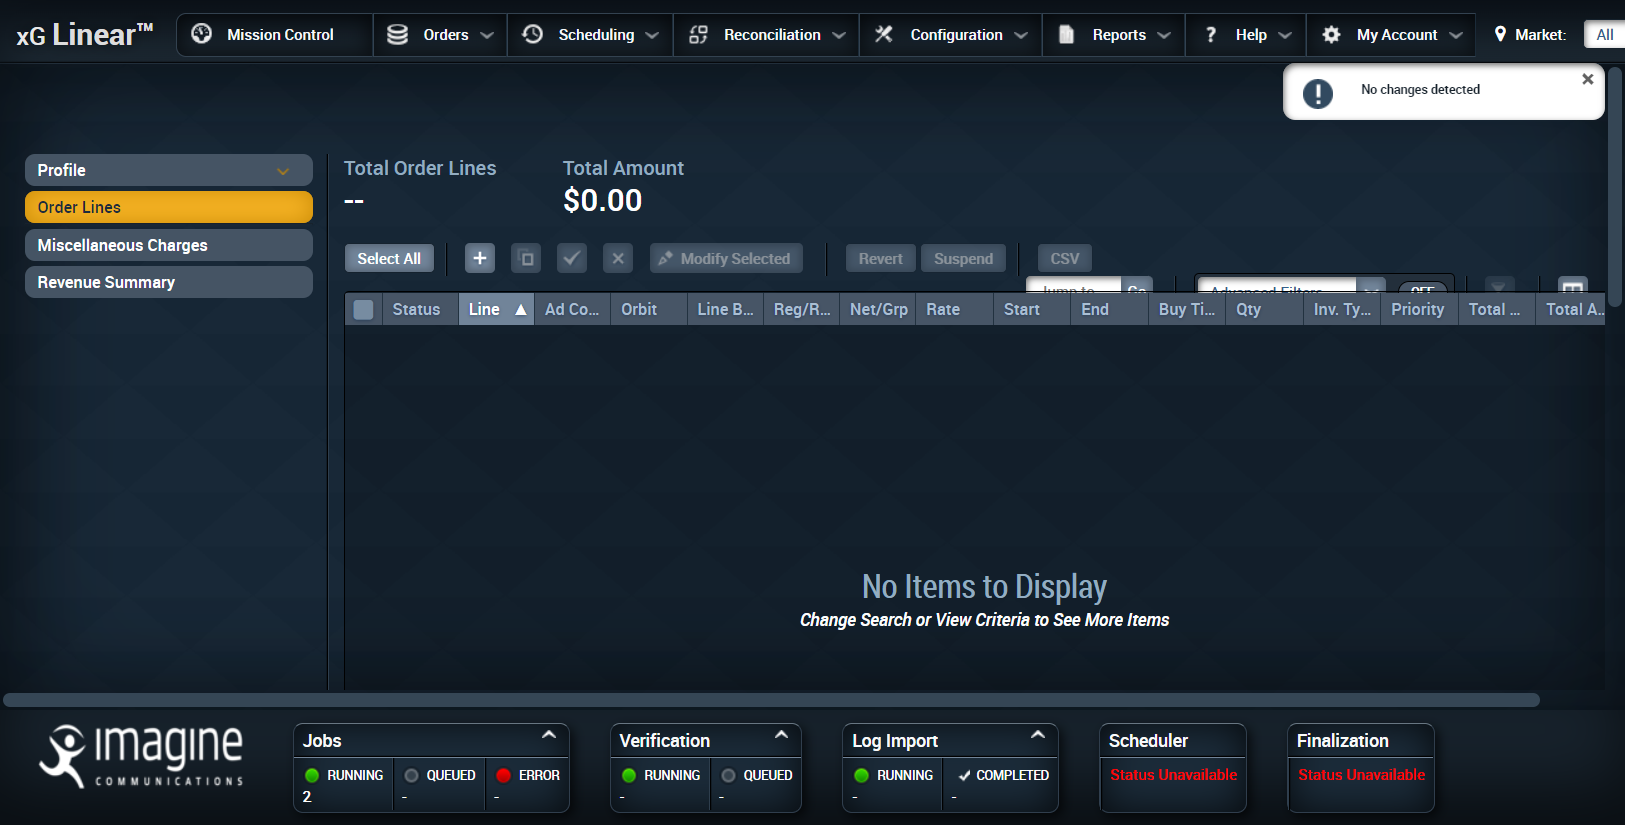 xG Linear™ Mission Control Orders Scheduling Reconciliation Configuration Reports ? Help My Account Market: All
No changes detected
Profile
Order Lines
Miscellaneous Charges
Revenue Summary
Total Order Lines Total Amount
-- $0.00
Select All Modify Selected Revert Suspend CSV
Jump to Go Advanced Filters OFF
Status Line Ad Co... Orbit Line B... Reg/R... Net/Grp Rate Start End Buy Ti... Qty Inv. Ty... Priority Total ... Total A...
No Items to Display
Change Search or View Criteria to See More Items
imagine
COMMUNICATIONS
Jobs
RUNNING QUEUED ERROR
2 - -
Verification
RUNNING QUEUED
- -
Log Import
RUNNING COMPLETED
- -
Scheduler
Status Unavailable
Finalization
Status Unavailable